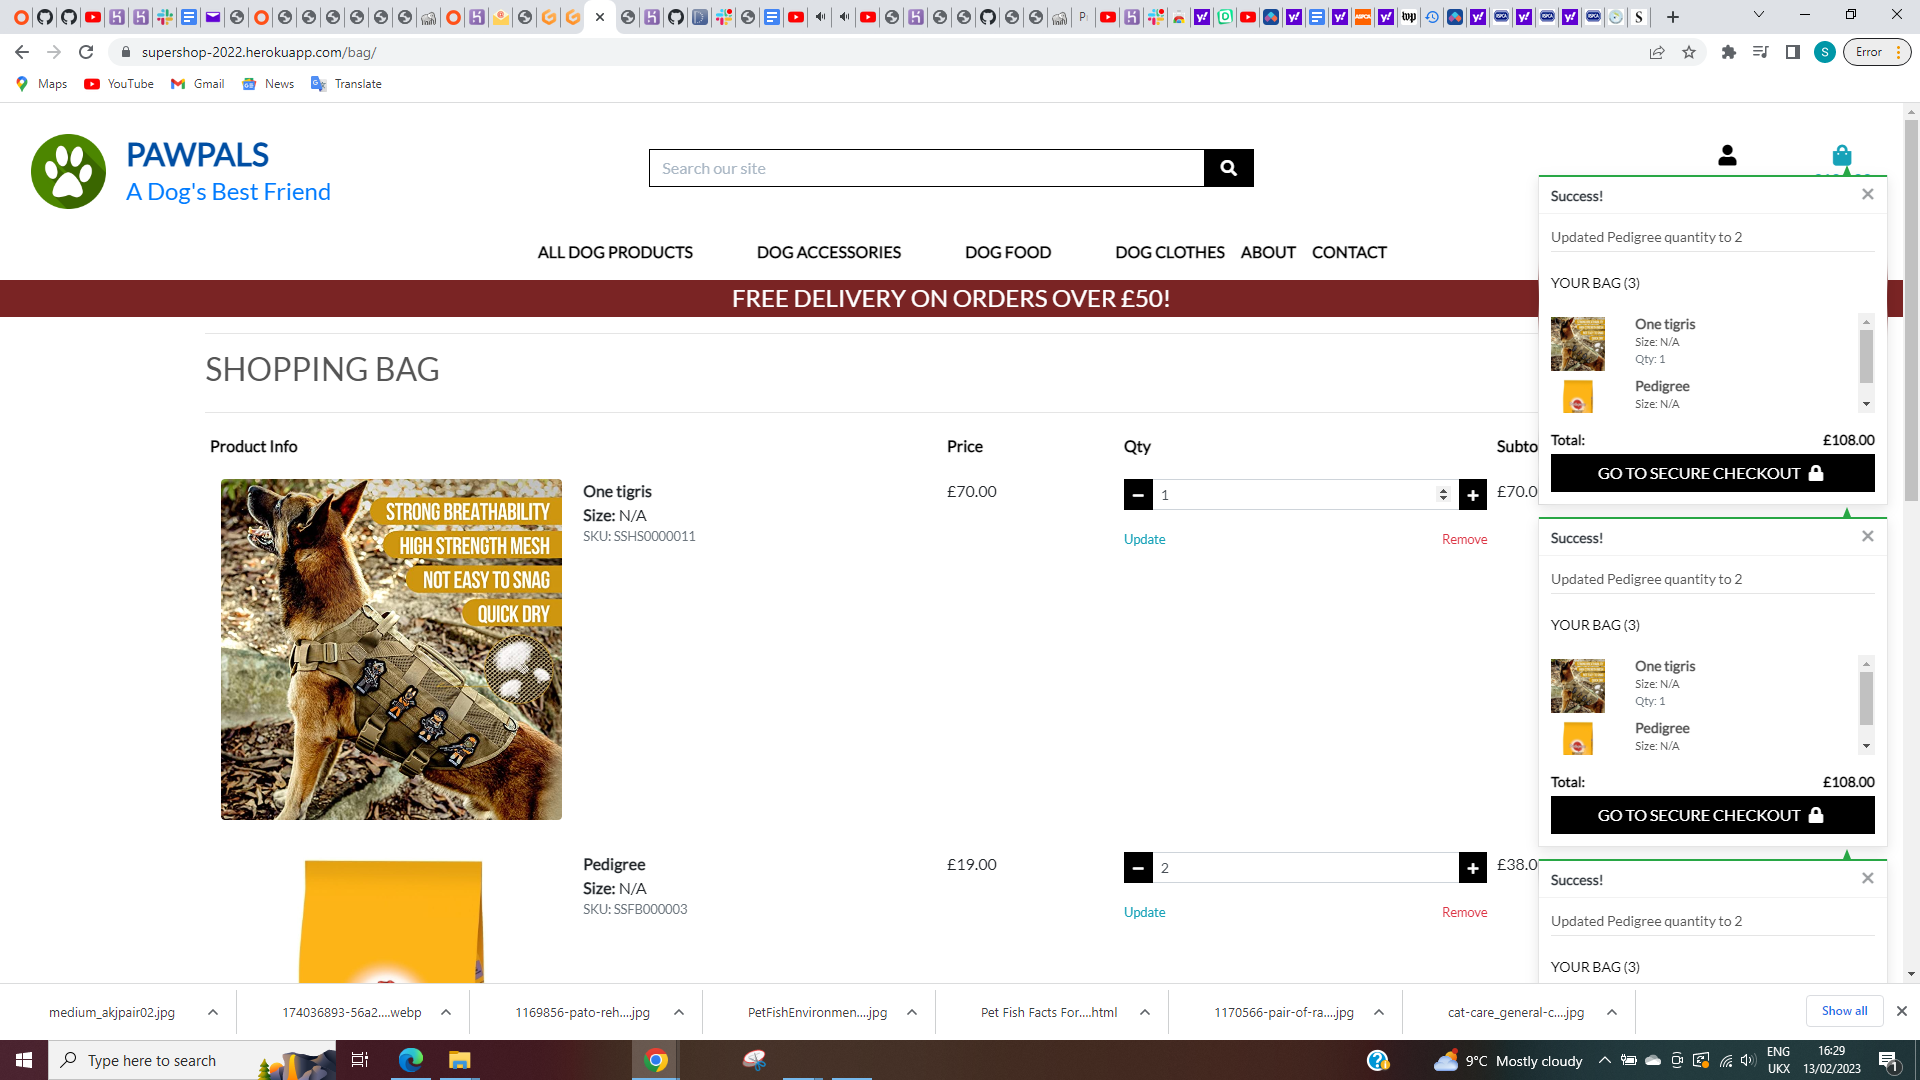 supershop-2022.herokuapp.com/bag/
S
Error
Maps
YouTube
Gmail
News
Translate
PAWPALS
A Dog's Best Friend
Search our site
ALL DOG PRODUCTS
DOG ACCESSORIES
DOG FOOD
DOG CLOTHES
ABOUT
CONTACT
FREE DELIVERY ON ORDERS OVER £50!
SHOPPING BAG
Product Info
Price
Qty
Subto
STRONG BREATHABILITY
HIGH STRENGTH MESH
NOT EASY TO SNAG
QUICK DRY
One tigris
Size: N/A
SKU: SSHS0000011
£70.00
1
£70.0
Update
Remove
Pedigree
Size: N/A
SKU: SSFB000003
£19.00
2
£38.0
Update
Remove
Success!
Updated Pedigree quantity to 2
YOUR BAG (3)
One tigris
Size: N/A
Qty: 1
Pedigree
Size: N/A
Total:
£108.00
GO TO SECURE CHECKOUT
Success!
Updated Pedigree quantity to 2
YOUR BAG (3)
One tigris
Size: N/A
Qty: 1
Pedigree
Size: N/A
Total:
£108.00
GO TO SECURE CHECKOUT
Success!
Updated Pedigree quantity to 2
YOUR BAG (3)
medium_akjpair02.jpg
174036893-56a2....webp
1169856-pato-reh....jpg
PetFishEnvironmen....jpg
Pet Fish Facts For....html
1170566-pair-of-ra....jpg
cat-care_general-c....jpg
Show all
Type here to search
9°C Mostly cloudy
ENG
UKX
16:29
13/02/2023
1